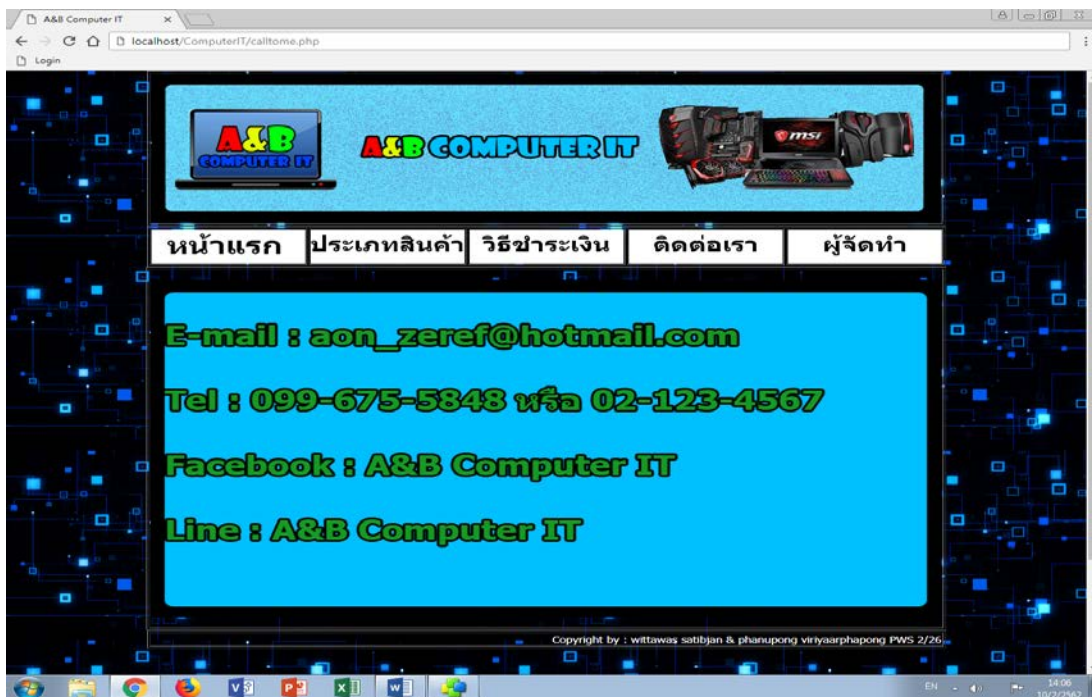 A&B Computer IT
localhost/ComputerIT/calltome.php
Login
A&B
COMPUTER IT
A&B COMPUTER IT
msi
หน้าแรก ประเภทสินค้า วิธีชำระเงิน ติดต่อเรา ผู้จัดทำ
E-mail : aon_zeref@hotmail.com
Tel : 099-675-5848 หรือ 02-123-4567
Facebook : A&B Computer IT
Line : A&B Computer IT
Copyright by : wittawas satibjan & phanupong viriyaarphapong PWS 2/26
EN
14:06
10/2/2562